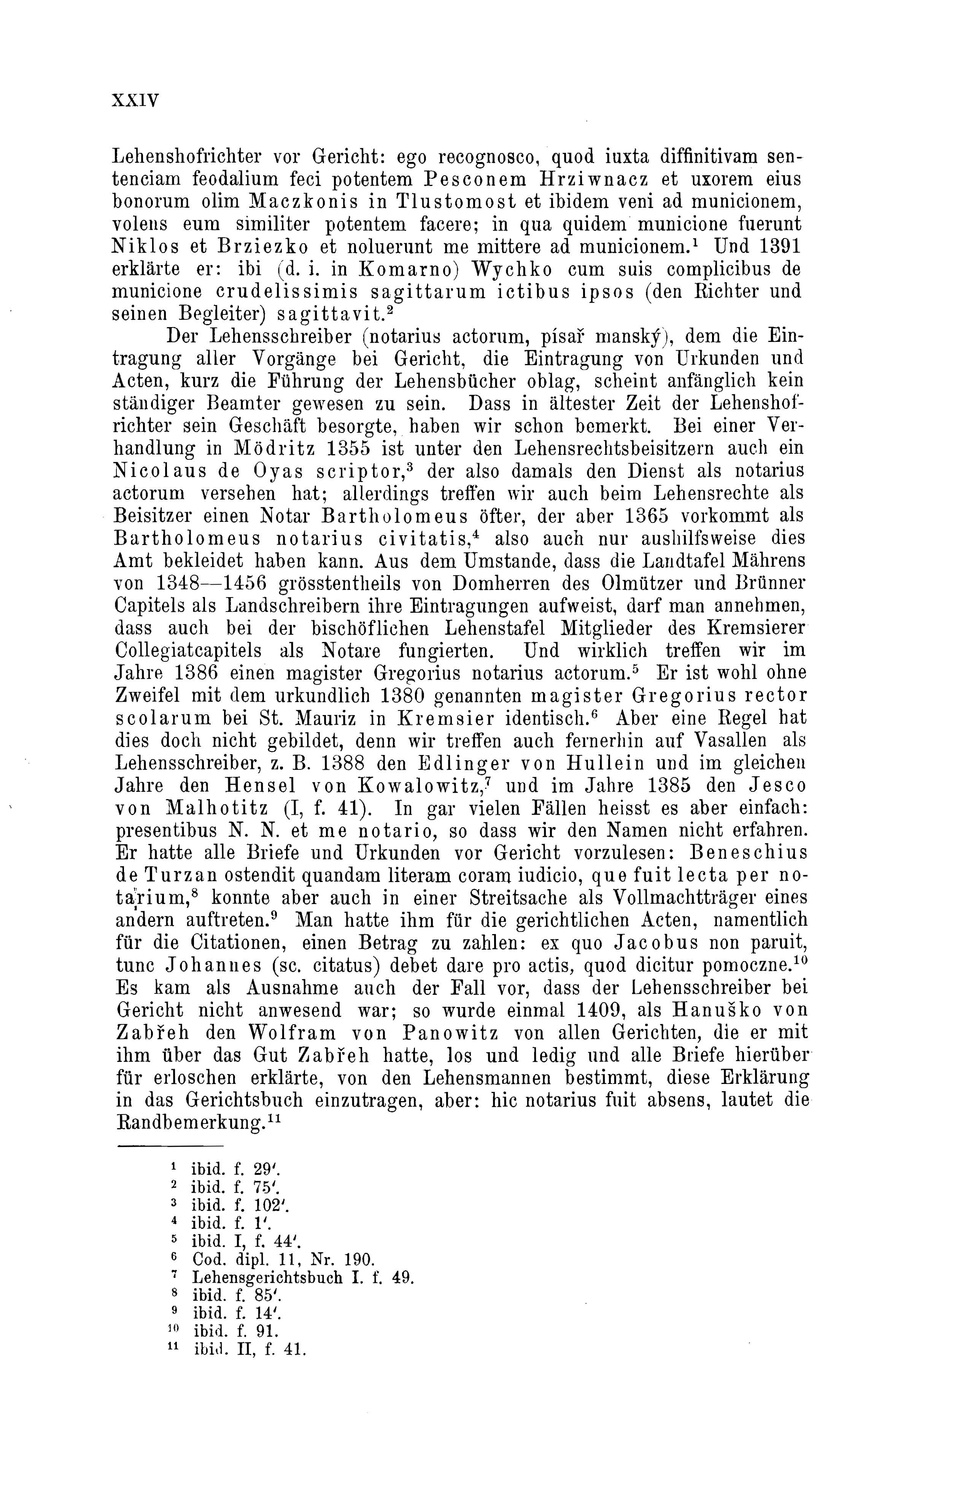 XXIV
Lehenshofrichter vor Gericht: ego recognosco, quod iuxta diffinitivam sen-
tenciam feodalium feci potentem Pesconem Hrziwnacz et uxorem eius
bonorum olim Maczkonis in Tlustomost et ibidem veni ad municionem,
volens eum similiter potentem facere; in qua quidem municione fuerunt
Niklos et Brziezko et noluerunt me mittere ad municionem.¹ Und 1391
erklärte er: ibi (d. i. in Komarno) Wychko cum suis complicibus de
municione crudelissimis sagittarum ictibus ipsos (den Richter und
seinen Begleiter) sagittavit.²
Der Lehensschreiber (notarius actorum, písař manský), dem die Ein-
tragung aller Vorgänge bei Gericht, die Eintragung von Urkunden und
Acten, kurz die Führung der Lehensbücher oblag, scheint anfänglich kein
ständiger Beamter gewesen zu sein. Dass in ältester Zeit der Lehenshof-
richter sein Geschäft besorgte, haben wir schon bemerkt. Bei einer Ver-
handlung in Mödritz 1355 ist unter den Lehensrechtsbeisitzern auch ein
Nicolaus de Oyas scriptor,³ der also damals den Dienst als notarius
actorum versehen hat; allerdings treffen wir auch beim Lehensrechte als
Beisitzer einen Notar Bartholomeus öfter, der aber 1365 vorkommt als
Bartholomeus notarius civitatis,⁴ also auch nur aushilfsweise dies
Amt bekleidet haben kann. Aus dem Umstande, dass die Landtafel Mährens
von 1348—1456 grösstentheils von Domherren des Olmützer und Brünner
Capitels als Landschreibern ihre Eintragungen aufweist, darf man annehmen,
dass auch bei der bischöflichen Lehenstafel Mitglieder des Kremsierer
Collegiatcapitels als Notare fungierten. Und wirklich treffen wir im
Jahre 1386 einen magister Gregorius notarius actorum.⁵ Er ist wohl ohne
Zweifel mit dem urkundlich 1380 genannten magister Gregorius rector
scolarum bei St. Mauriz in Kremsier identisch.⁶ Aber eine Regel hat
dies doch nicht gebildet, denn wir treffen auch fernerhin auf Vasallen als
Lehensschreiber, z. B. 1388 den Edlinger von Hullein und im gleichen
Jahre den Hensel von Kowalowitz,⁷ und im Jahre 1385 den Jesco
von Malhotitz (I, f. 41). In gar vielen Fällen heisst es aber einfach:
presentibus N. N. et me notario, so dass wir den Namen nicht erfahren.
Er hatte alle Briefe und Urkunden vor Gericht vorzulesen: Beneschius
de Turzan ostendit quandam literam coram iudicio, que fuit lecta per no-
tarium,⁸ konnte aber auch in einer Streitsache als Vollmachtträger eines
andern auftreten.⁹ Man hatte ihm für die gerichtlichen Acten, namentlich
für die Citationen, einen Betrag zu zahlen: ex quo Jacobus non paruit,
tunc Johannes (sc. citatus) debet dare pro actis, quod dicitur pomoczne.¹⁰
Es kam als Ausnahme auch der Fall vor, dass der Lehensschreiber bei
Gericht nicht anwesend war; so wurde einmal 1409, als Hanuško von
Zabřeh den Wolfram von Panowitz von allen Gerichten, die er mit
ihm über das Gut Zabřeh hatte, los und ledig und alle Briefe hierüber
für erloschen erklärte, von den Lehensmannen bestimmt, diese Erklärung
in das Gerichtsbuch einzutragen, aber: hic notarius fuit absens, lautet die
Randbemerkung.¹¹
¹ ibid. f. 29′.
² ibid. f. 75′.
³ ibid. f. 102′.
⁴ ibid. f. 1′.
⁵ ibid. I, f. 44′.
⁶ Cod. dipl. 11, Nr. 190.
⁷ Lehensgerichtsbuch I. f. 49.
⁸ ibid. f. 85′.
⁹ ibid. f. 14′.
¹⁰ ibid. f. 91.
¹¹ ibid. II, f. 41.